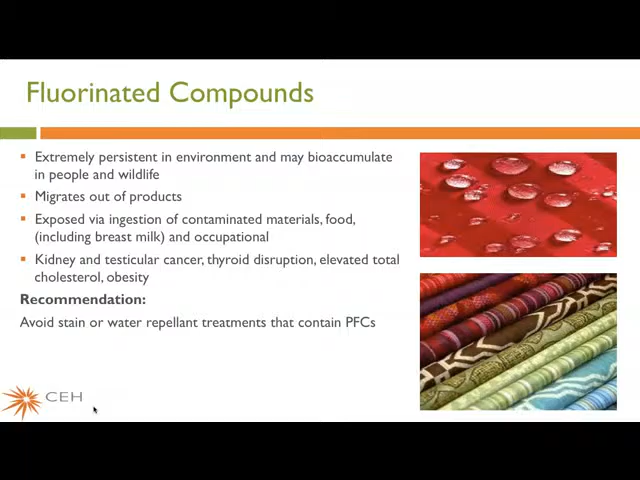 Fluorinated Compounds
Extremely persistent in environment and may bioaccumulate
in people and wildlife
Migrates out of products
Exposed via ingestion of contaminated materials, food,
(including breast milk) and occupational
Kidney and testicular cancer, thyroid disruption, elevated total
cholesterol, obesity
Recommendation:
Avoid stain or water repellant treatments that contain PFCs
CEH